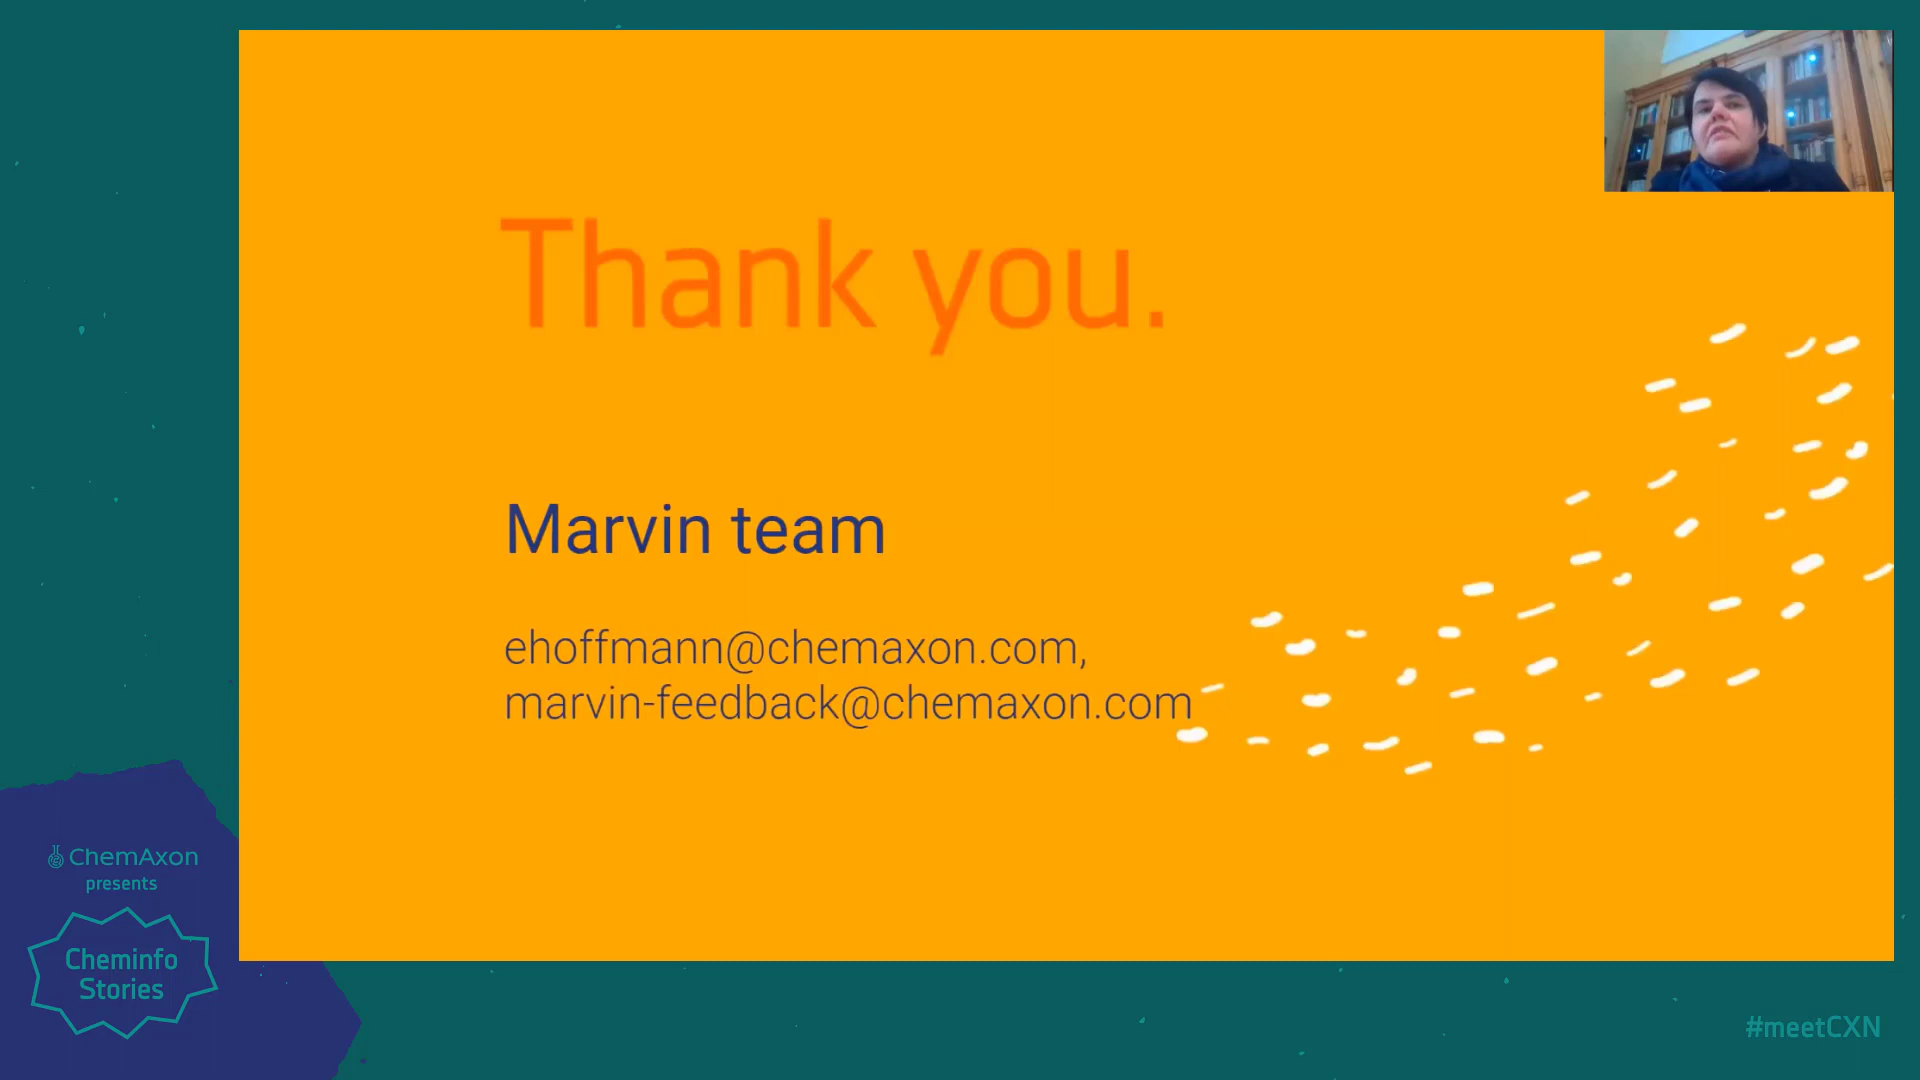 Thank you.
Marvin team
ehoffmann@chemaxon.com,
marvin-feedback@chemaxon.com
ChemAxon
presents
Cheminfo
Stories
#meetCXN